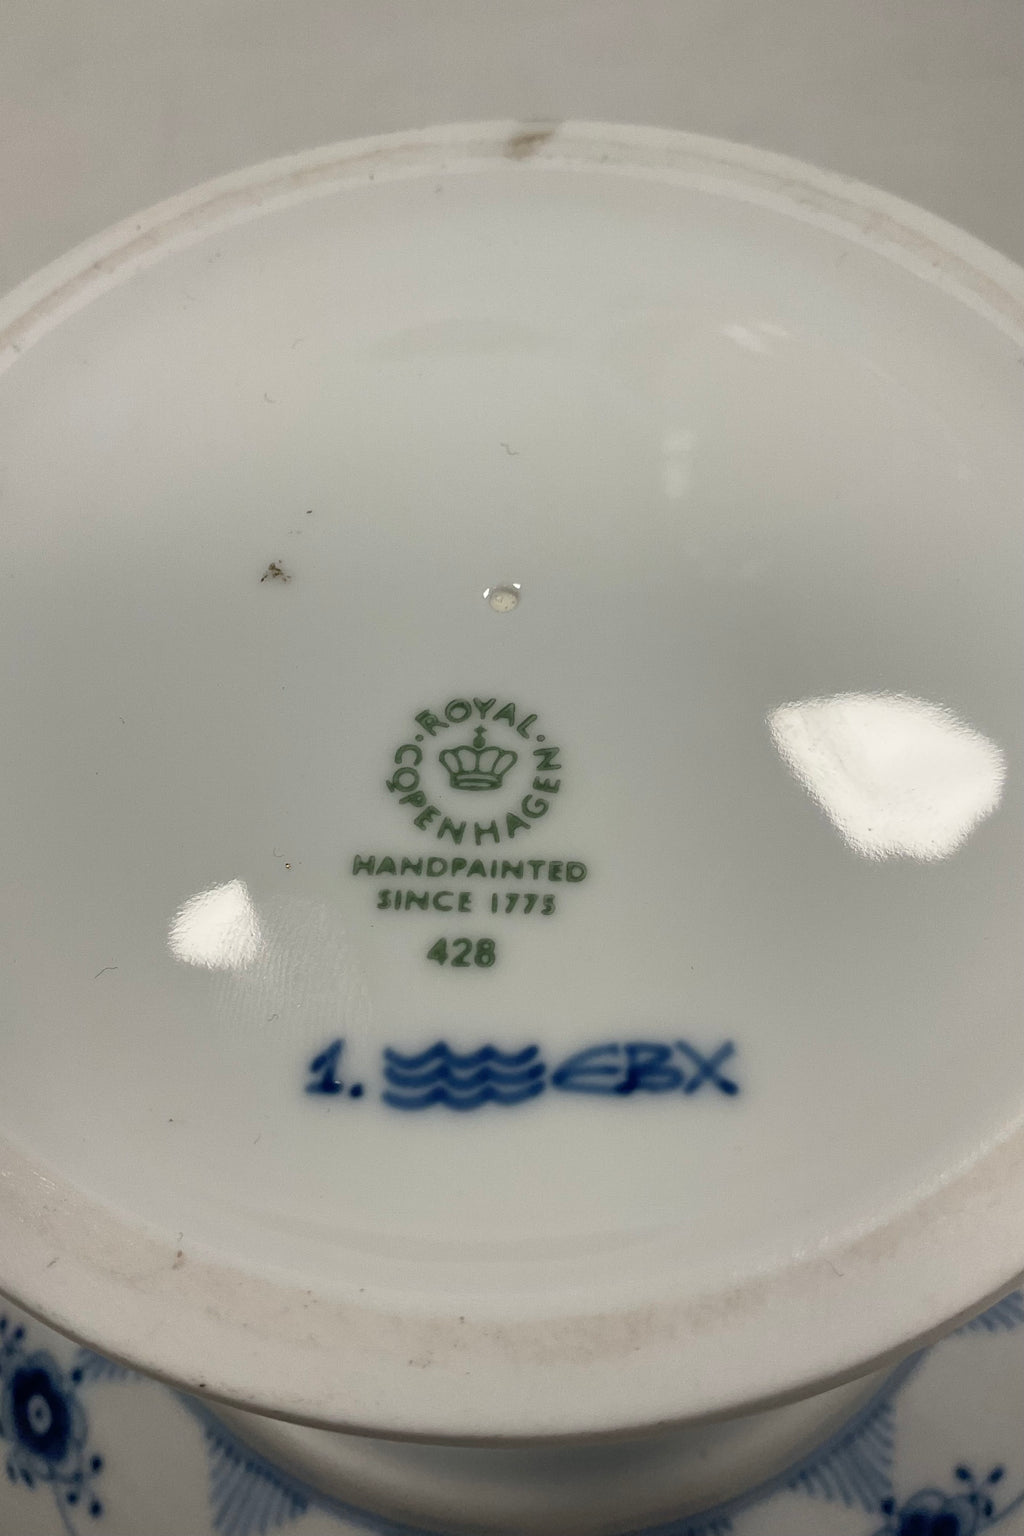 ROYAL
COPENHAGEN
HANDPAINTED
SINCE 1775
428
1. EBX